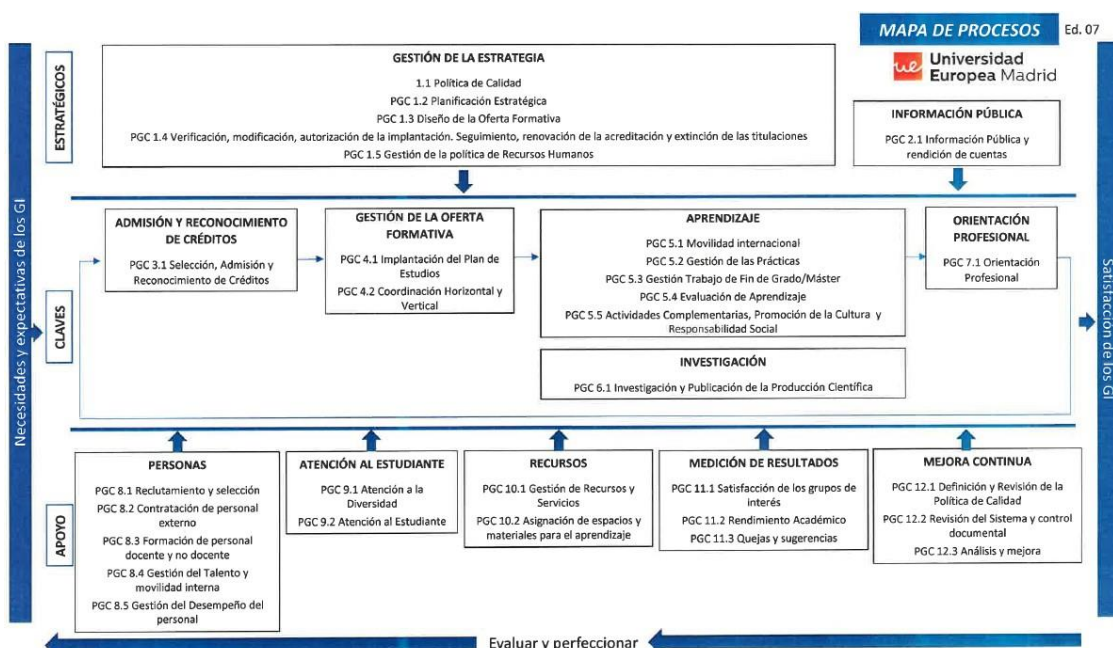 MAPA DE PROCESOS
Ed. 07
ue Universidad
Europea Madrid
Necesidades y expectativas de los GI
ESTRATÉGICOS
GESTIÓN DE LA ESTRATEGIA
1.1 Política de Calidad
PGC 1.2 Planificación Estratégica
PGC 1.3 Diseño de la Oferta Formativa
PGC 1.4 Verificación, modificación, autorización de la implantación. Seguimiento, renovación de la acreditación y extinción de las titulaciones
PGC 1.5 Gestión de la política de Recursos Humanos
INFORMACIÓN PÚBLICA
PGC 2.1 Información Pública y
rendición de cuentas
CLAVES
ADMISIÓN Y RECONOCIMIENTO
DE CRÉDITOS
PGC 3.1 Selección, Admisión y
Reconocimiento de Créditos
GESTIÓN DE LA OFERTA
FORMATIVA
PGC 4.1 Implantación del Plan de
Estudios
PGC 4.2 Coordinación Horizontal y
Vertical
APRENDIZAJE
PGC 5.1 Movilidad internacional
PGC 5.2 Gestión de las Prácticas
PGC 5.3 Gestión Trabajo de Fin de Grado/Máster
PGC 5.4 Evaluación de Aprendizaje
PGC 5.5 Actividades Complementarias, Promoción de la Cultura y
Responsabilidad Social
INVESTIGACIÓN
PGC 6.1 Investigación y Publicación de la Producción Científica
ORIENTACIÓN
PROFESIONAL
PGC 7.1 Orientación
Profesional
Satisfacción de los GI
APOYO
PERSONAS
PGC 8.1 Reclutamiento y selección
PGC 8.2 Contratación de personal
externo
PGC 8.3 Formación de personal
docente y no docente
PGC 8.4 Gestión del Talento y
movilidad interna
PGC 8.5 Gestión del Desempeño del
personal
ATENCIÓN AL ESTUDIANTE
PGC 9.1 Atención a la
Diversidad
PGC 9.2 Atención al Estudiante
RECURSOS
PGC 10.1 Gestión de Recursos y
Servicios
PGC 10.2 Asignación de espacios y
materiales para el aprendizaje
MEDICIÓN DE RESULTADOS
PGC 11.1 Satisfacción de los grupos de
interés
PGC 11.2 Rendimiento Académico
PGC 11.3 Quejas y sugerencias
MEJORA CONTINUA
PGC 12.1 Definición y Revisión de la
Política de Calidad
PGC 12.2 Revisión del Sistema y control
documental
PGC 12.3 Análisis y mejora
Evaluar y perfeccionar